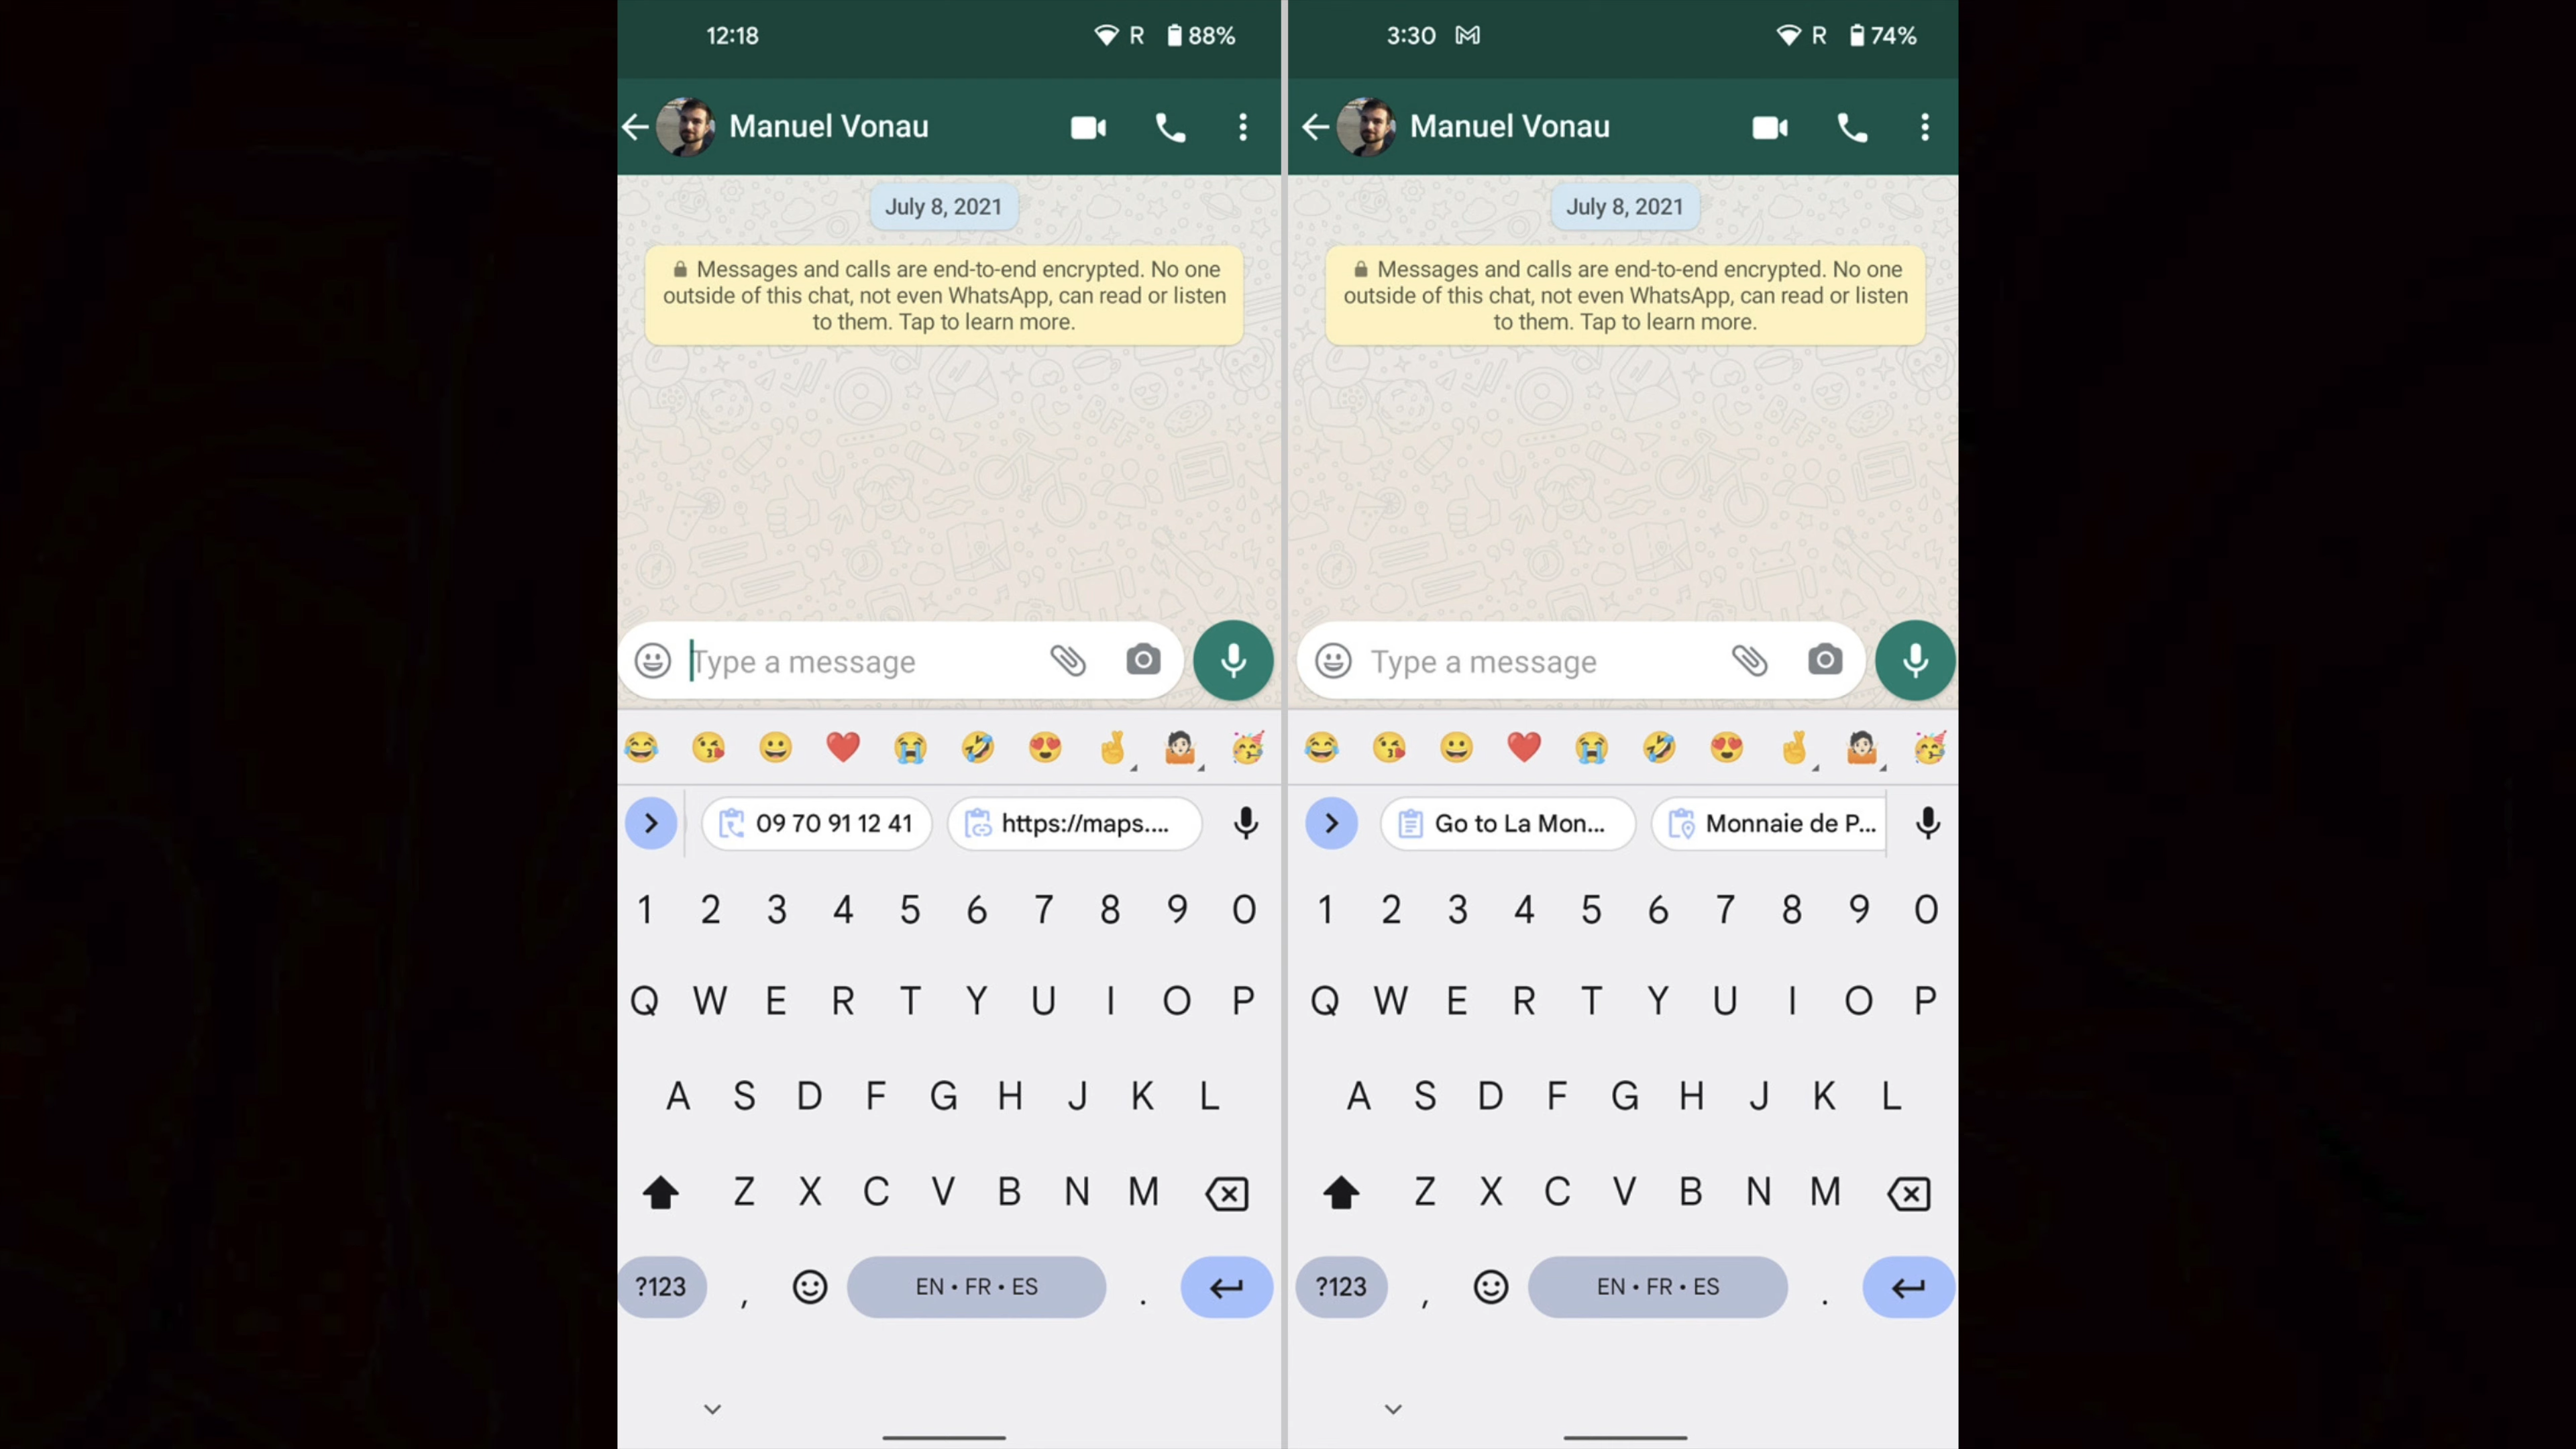 12:18
R
88%
Manuel Vonau
July 8, 2021
Messages and calls are end-to-end encrypted. No one
outside of this chat, not even WhatsApp, can read or listen
to them. Tap to learn more.
Type a message
09 70 91 12 41
https://maps....
1 2 3 4 5 6 7 8 9 0
Q W E R T Y U I O P
A S D F G H J K L
Z X C V B N M
?123 , EN • FR • ES .
3:30
R
74%
Manuel Vonau
July 8, 2021
Messages and calls are end-to-end encrypted. No one
outside of this chat, not even WhatsApp, can read or listen
to them. Tap to learn more.
Type a message
Go to La Mon...
Monnaie de P...
1 2 3 4 5 6 7 8 9 0
Q W E R T Y U I O P
A S D F G H J K L
Z X C V B N M
?123 , EN • FR • ES .